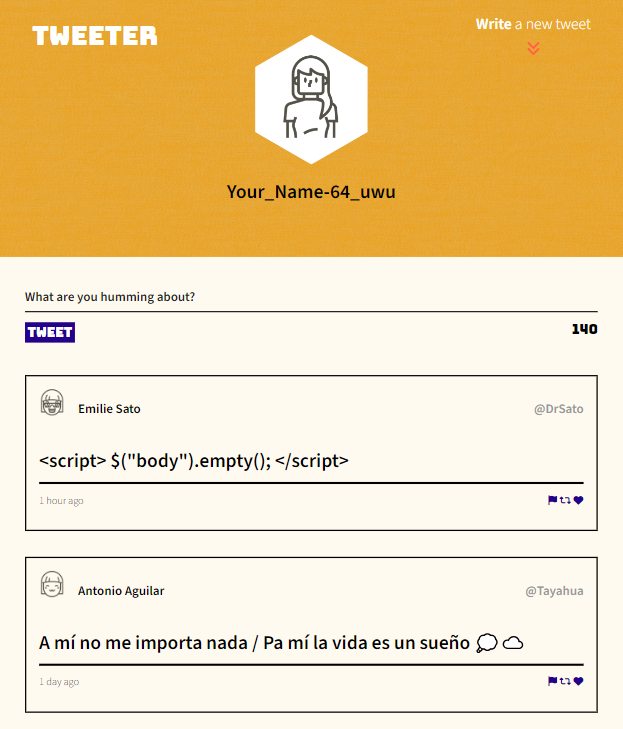 TWEETER
Write a new tweet
Your_Name-64_uwu
What are you humming about?
TWEET
140
Emilie Sato
@DrSato
<script> $("body").empty(); </script>
1 hour ago
Antonio Aguilar
@Tayahua
A mí no me importa nada / Pa mí la vida es un sueño 💭 ☁
1 day ago